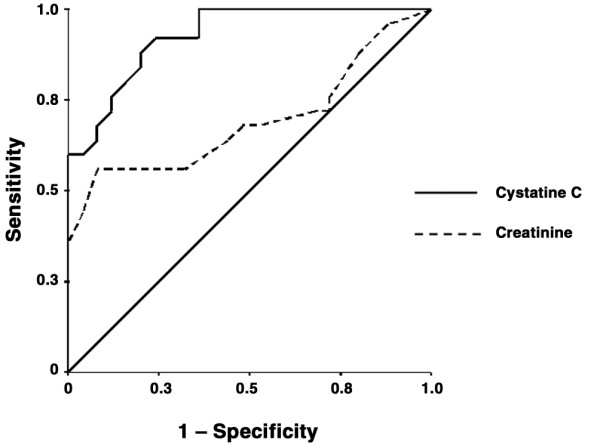 1.0
0.8
0.5
0.3
0
Sensitivity
0 0.3 0.5 0.8 1.0
1 – Specificity
Cystatine C
Creatinine